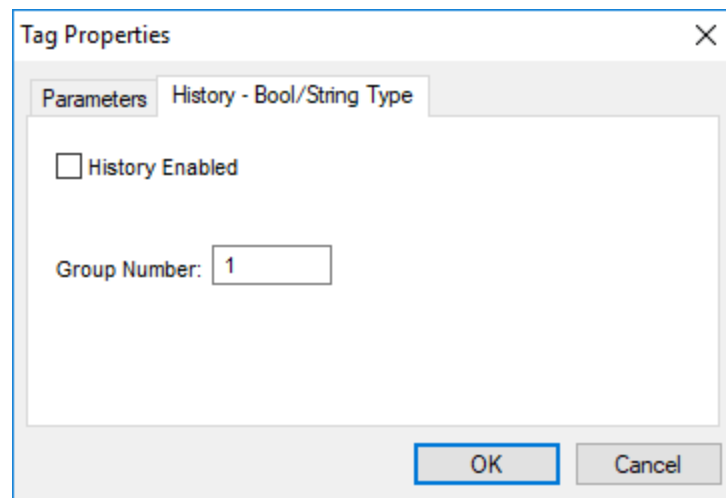 Tag Properties
Parameters
History - Bool/String Type
History Enabled
Group Number: 1
OK
Cancel